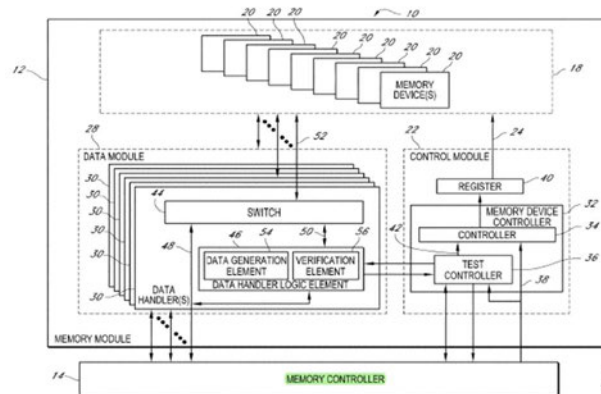 10
12
20
20
20
20
20
20
20
20
20
MEMORY
DEVICE(S)
18
52
28
DATA MODULE
22
24
CONTROL MODULE
30
30
30
30
30
30
44
SWITCH
REGISTER
40
MEMORY DEVICE
CONTROLLER
32
CONTROLLER
34
42
48
46
54
50
56
DATA GENERATION
ELEMENT
VERIFICATION
ELEMENT
DATA HANDLER LOGIC ELEMENT
TEST
CONTROLLER
36
38
DATA
HANDLER(S)
MEMORY MODULE
14
MEMORY CONTROLLER